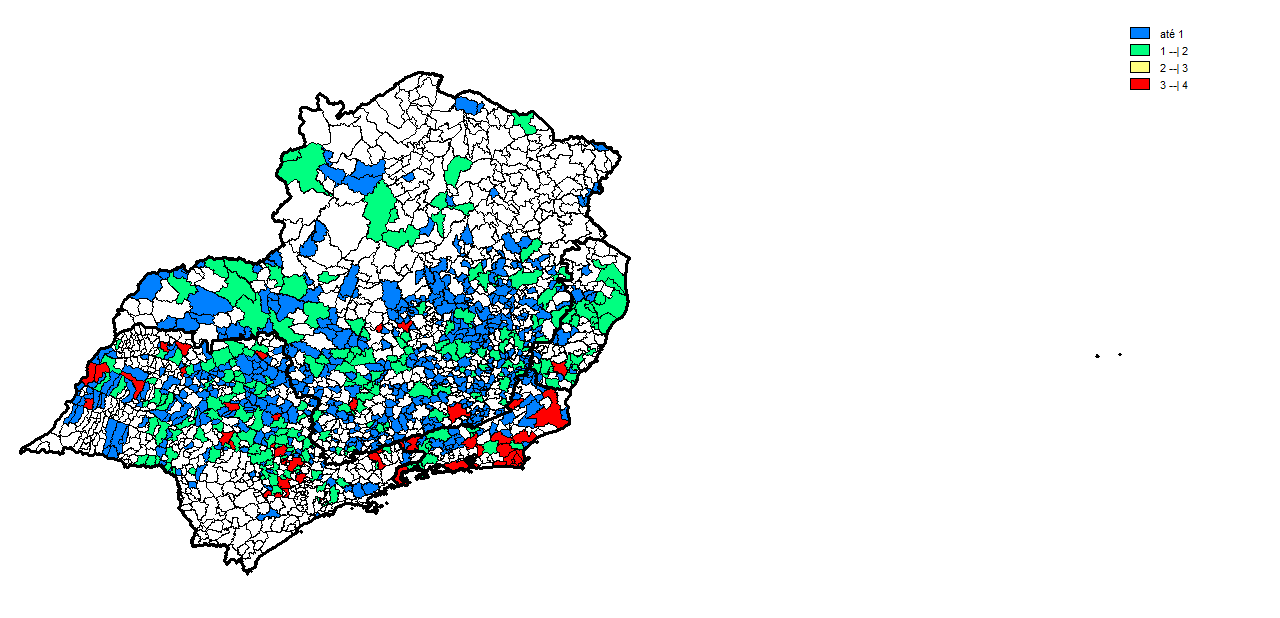 até 1
1 --| 2
2 --| 3
3 --| 4